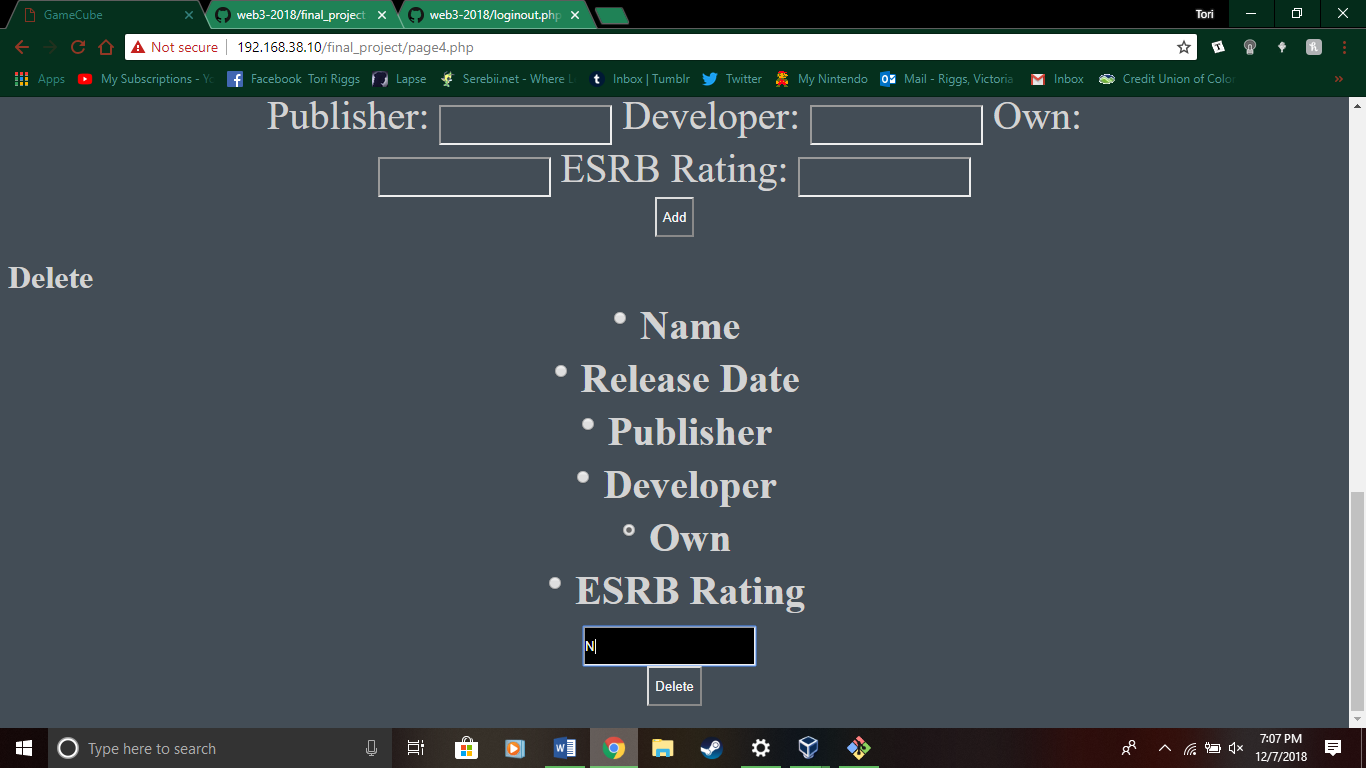 GameCube
web3-2018/final_project
web3-2018/loginout.php
Tori
Not secure
192.168.38.10/final_project/page4.php
Apps
My Subscriptions - Yo
Facebook Tori Riggs
Lapse
Serebii.net - Where L
Inbox | Tumblr
Twitter
My Nintendo
Mail - Riggs, Victoria
Inbox
Credit Union of Color
Publisher: Developer: Own:
ESRB Rating:
Add
Delete
Name
Release Date
Publisher
Developer
Own
ESRB Rating
N
Delete
Type here to search
7:07 PM
12/7/2018